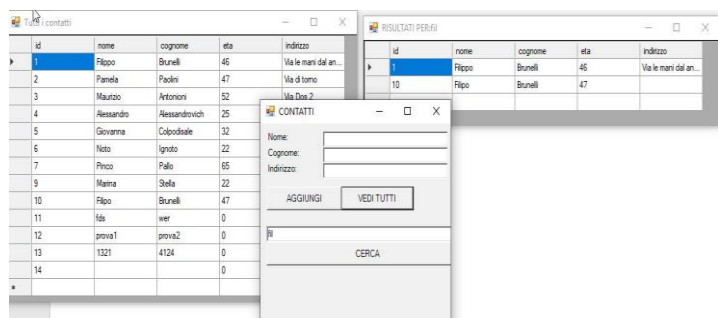 Tutti i contatti
id nome cognome eta indirizzo
1 Filippo Brunelli 46 Via le mani dal an...
2 Pamela Paolini 47 Via di tomo
3 Maurizio Antonioni 52 Via Dos 2
4 Alessandro Alessandrovich 25
5 Giovanna Colpodisale 32
6 Noto Ignoto 22
7 Pinco Pallo 65
9 Marina Stella 22
10 Filipo Brunelli 47
11 fds wer 0
12 prova1 prova2 0
13 1321 4124 0
14 0
RISULTATI PER:fil
id nome cognome eta indirizzo
1 Filippo Brunelli 46 Via le mani dal an...
10 Filipo Brunelli 47
CONTATTI
Nome:
Cognome:
Indirizzo:
AGGIUNGI VEDI TUTTI
fil
CERCA